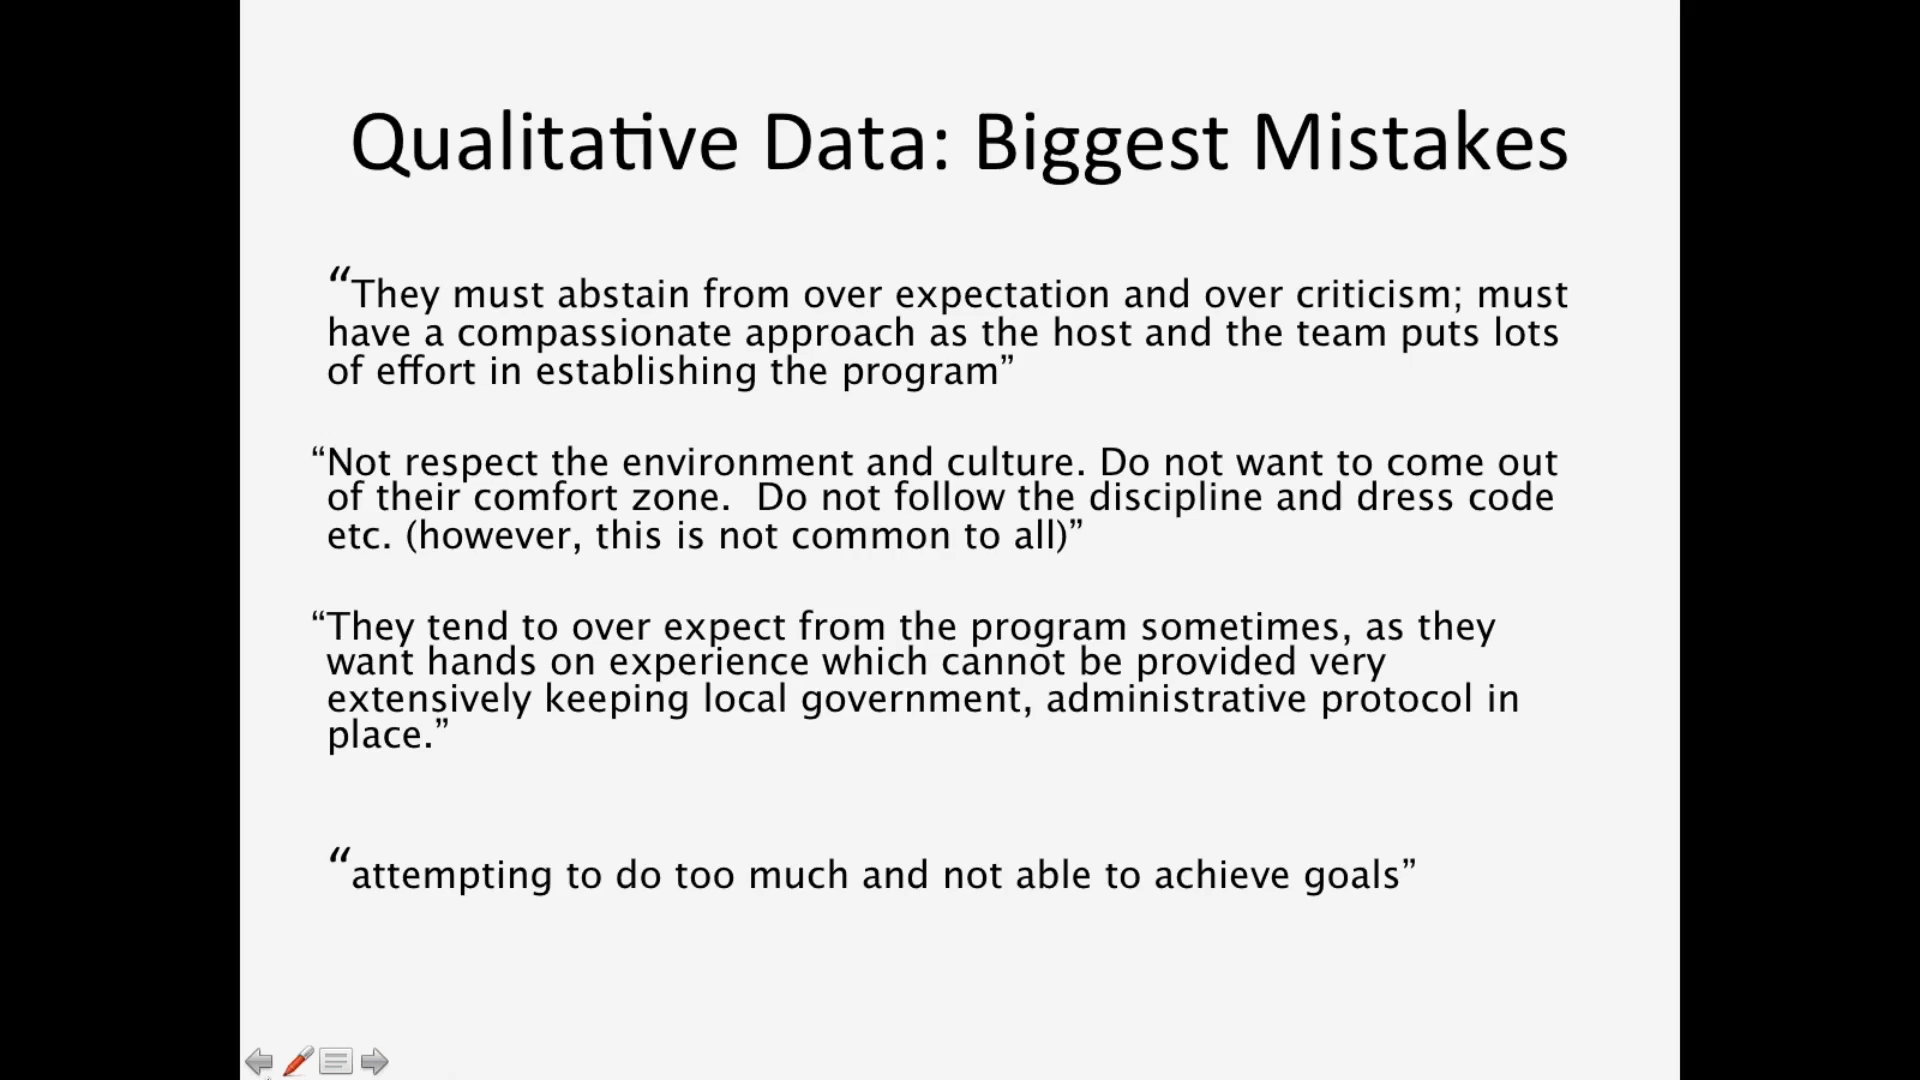 Qualitative Data: Biggest Mistakes
“They must abstain from over expectation and over criticism; must
have a compassionate approach as the host and the team puts lots
of effort in establishing the program”
“Not respect the environment and culture. Do not want to come out
of their comfort zone.  Do not follow the discipline and dress code
etc. (however, this is not common to all)”
“They tend to over expect from the program sometimes, as they
want hands on experience which cannot be provided very
extensively keeping local government, administrative protocol in
place.”
“attempting to do too much and not able to achieve goals”